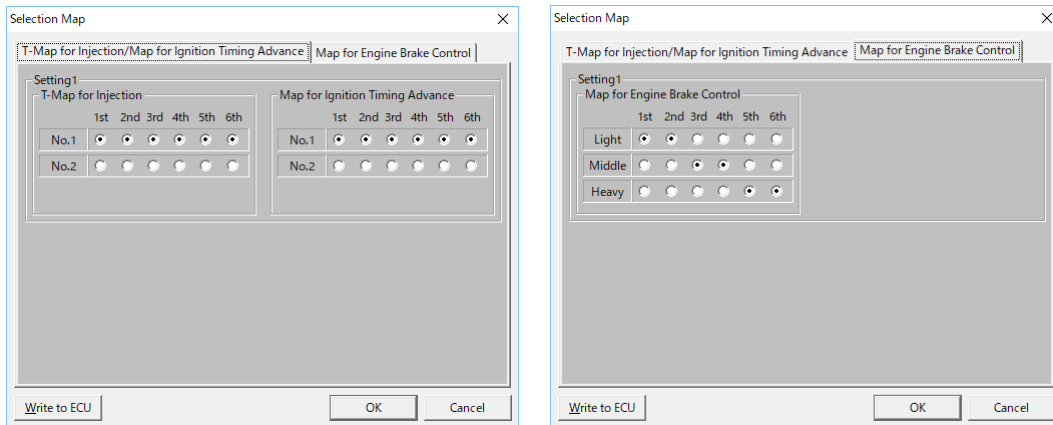 Selection Map
T-Map for Injection/Map for Ignition Timing Advance Map for Engine Brake Control
Setting1
T-Map for Injection Map for Ignition Timing Advance
1st 2nd 3rd 4th 5th 6th 1st 2nd 3rd 4th 5th 6th
No.1 No.1
No.2 No.2
Write to ECU OK Cancel
Selection Map
T-Map for Injection/Map for Ignition Timing Advance Map for Engine Brake Control
Setting1
Map for Engine Brake Control
1st 2nd 3rd 4th 5th 6th
Light
Middle
Heavy
Write to ECU OK Cancel